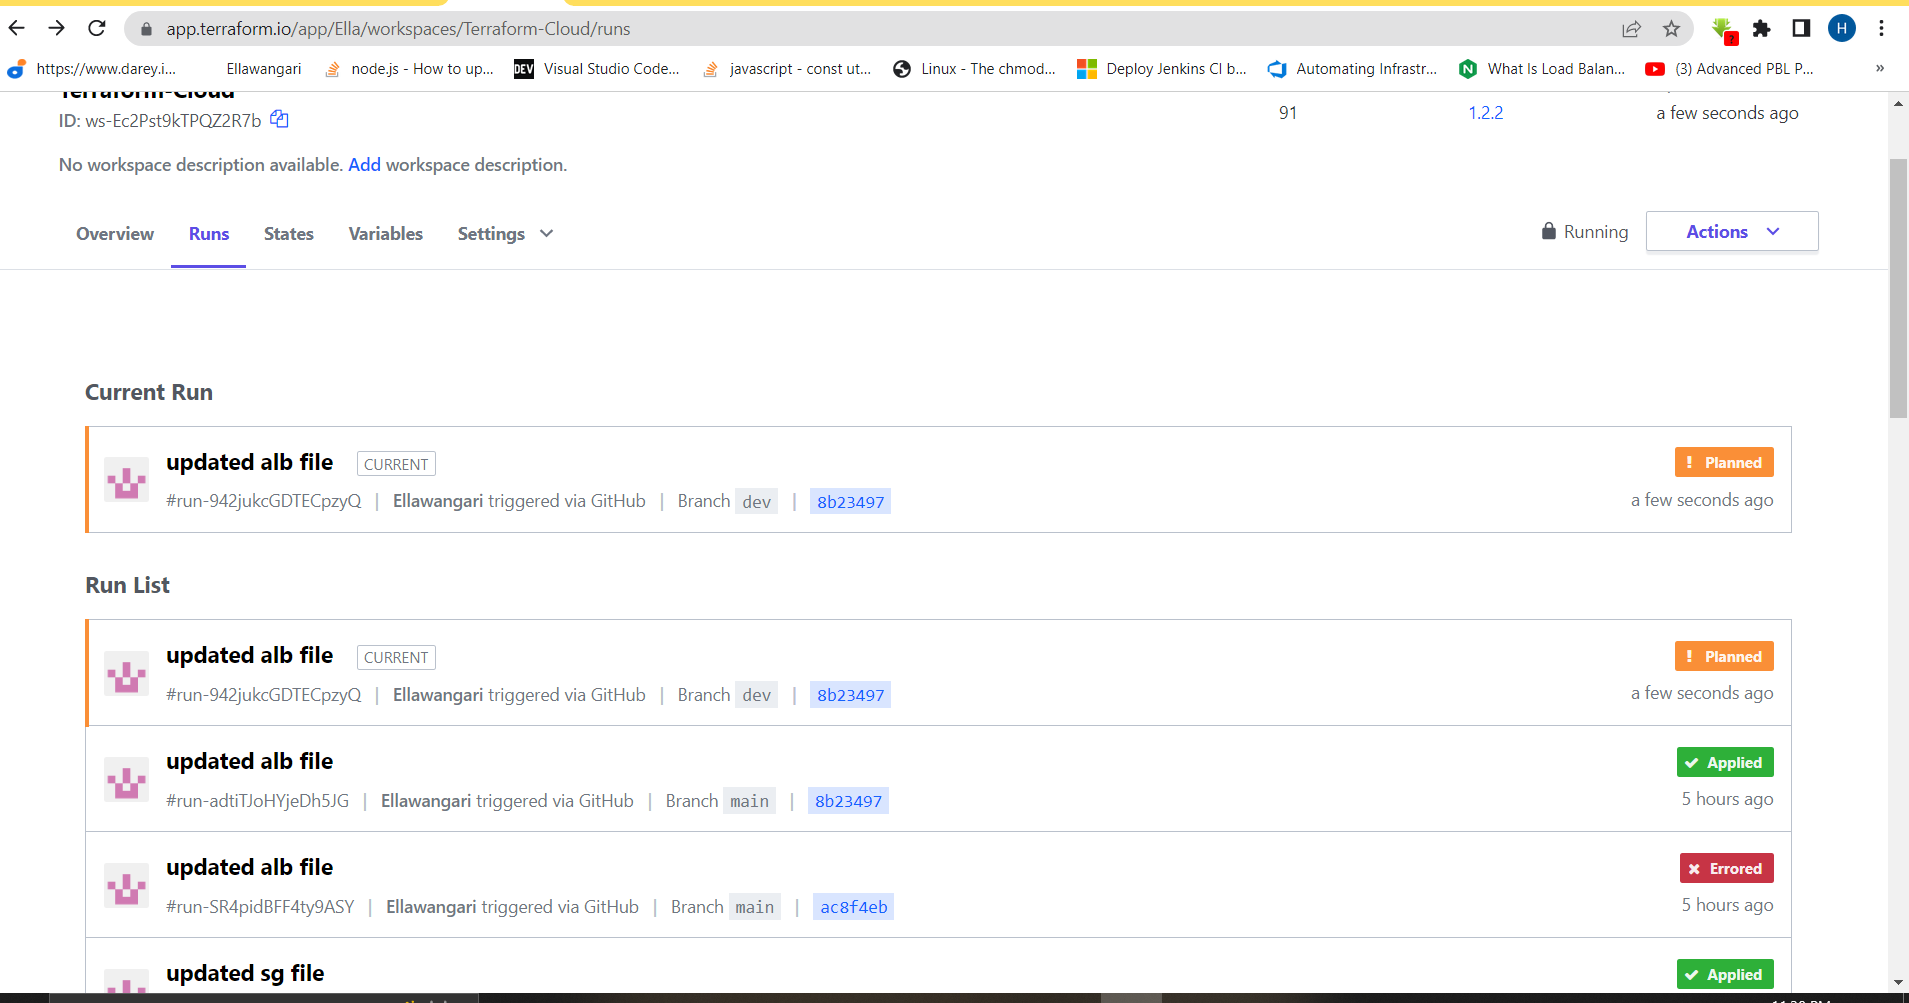 app.terraform.io/app/Ella/workspaces/Terraform-Cloud/runs
H
https://www.darey.i... Ellawangari node.js - How to up... DEV Visual Studio Code... javascript - const ut... Linux - The chmod... Deploy Jenkins CI b... Automating Infrastr... N What Is Load Balan... (3) Advanced PBL P... »
Terraform-Cloud
ID: ws-Ec2Pst9kTPQZ2R7b
91 1.2.2 a few seconds ago
No workspace description available. Add workspace description.
Overview Runs States Variables Settings Running Actions
Current Run
updated alb file CURRENT ! Planned
#run-942jukcGDTECpzyQ | Ellawangari triggered via GitHub | Branch dev | 8b23497 a few seconds ago
Run List
updated alb file CURRENT ! Planned
#run-942jukcGDTECpzyQ | Ellawangari triggered via GitHub | Branch dev | 8b23497 a few seconds ago
updated alb file Applied
#run-adtiTJoHYjeDh5JG | Ellawangari triggered via GitHub | Branch main | 8b23497 5 hours ago
updated alb file Errored
#run-SR4pidBFF4ty9ASY | Ellawangari triggered via GitHub | Branch main | ac8f4eb 5 hours ago
updated sg file Applied